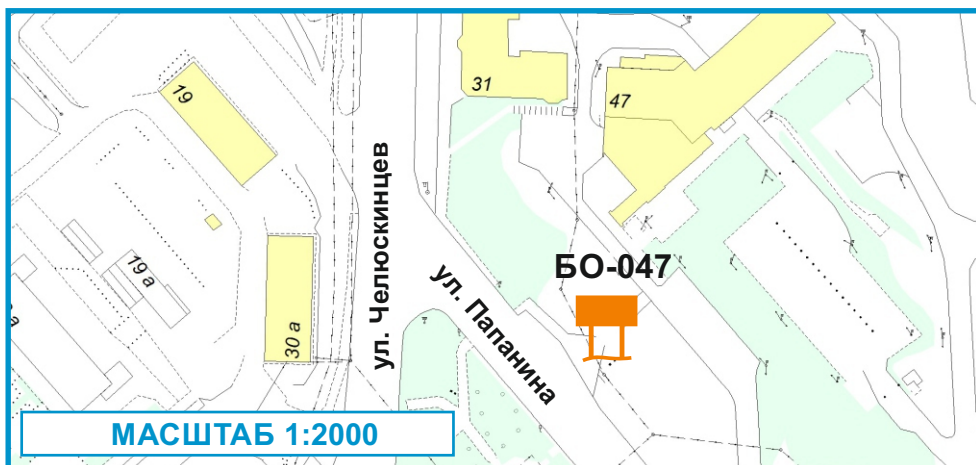 31
47
19
ул. Челюскинцев
БО-047
19 а
ул. Папанина
30 а
а
МАСШТАБ 1:2000